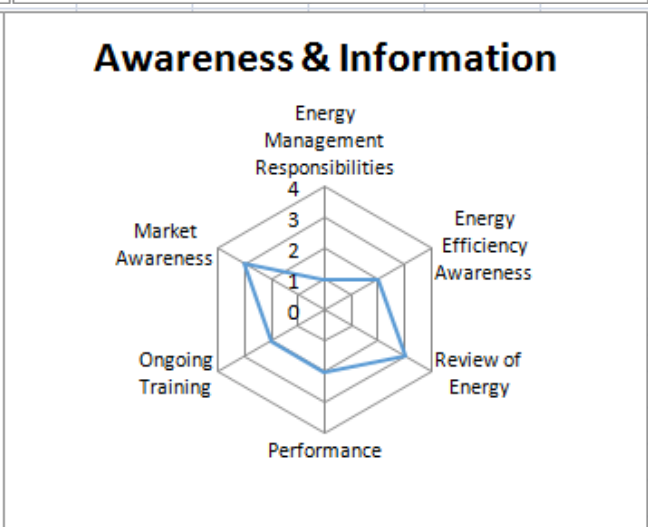 Awareness & Information
Energy
Management
Responsibilities
4
3
2
1
0
Energy
Efficiency
Awareness
Review of
Energy
Performance
Ongoing
Training
Market
Awareness